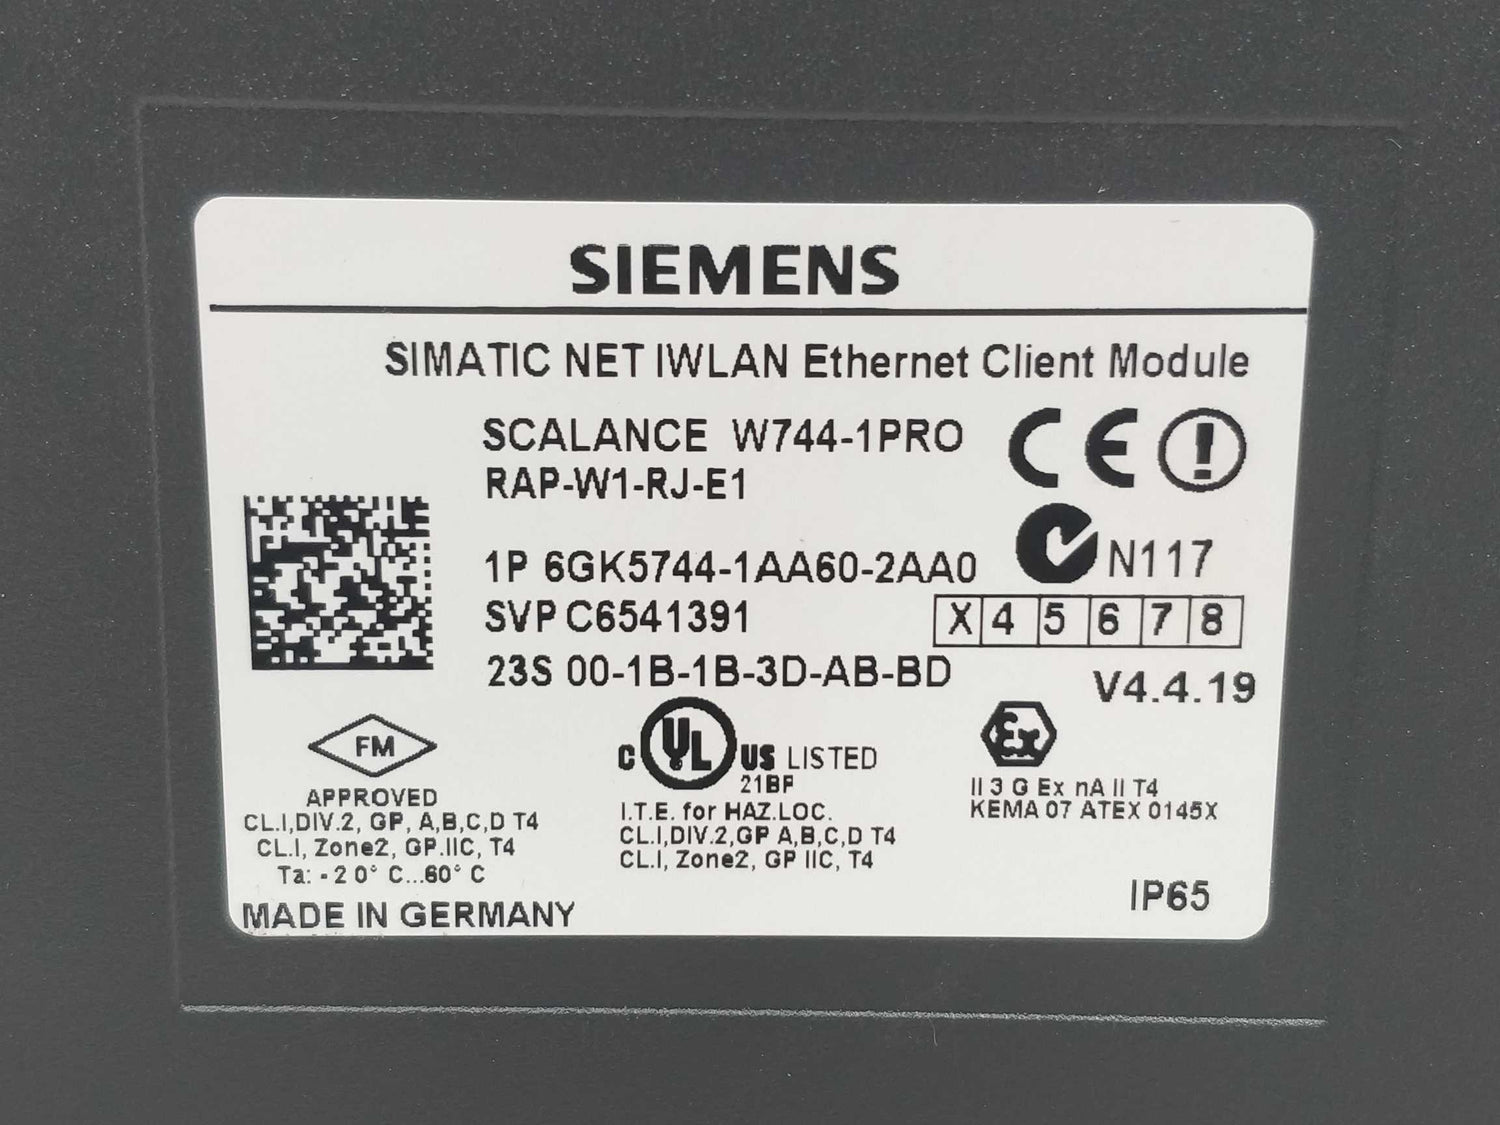 SIEMENS
SIMATIC NET IWLAN Ethernet Client Module
SCALANCE W744-1PRO
RAP-W1-RJ-E1
CE
1P 6GK5744-1AA60-2AA0
N117
SVP C6541391
X 4 5 6 7 8
23S 00-1B-1B-3D-AB-BD
V4.4.19
FM
APPROVED
CL.I,DIV.2, GP, A,B,C,D T4
CL.I, Zone2, GP.IIC, T4
Ta: -20° C...60° C
MADE IN GERMANY
C UL US LISTED
21BP
I.T.E. for HAZ.LOC.
CL.I,DIV.2,GP A,B,C,D T4
CL.I, Zone2, GP IIC, T4
Ex
II 3 G Ex nA II T4
KEMA 07 ATEX 0145X
IP65